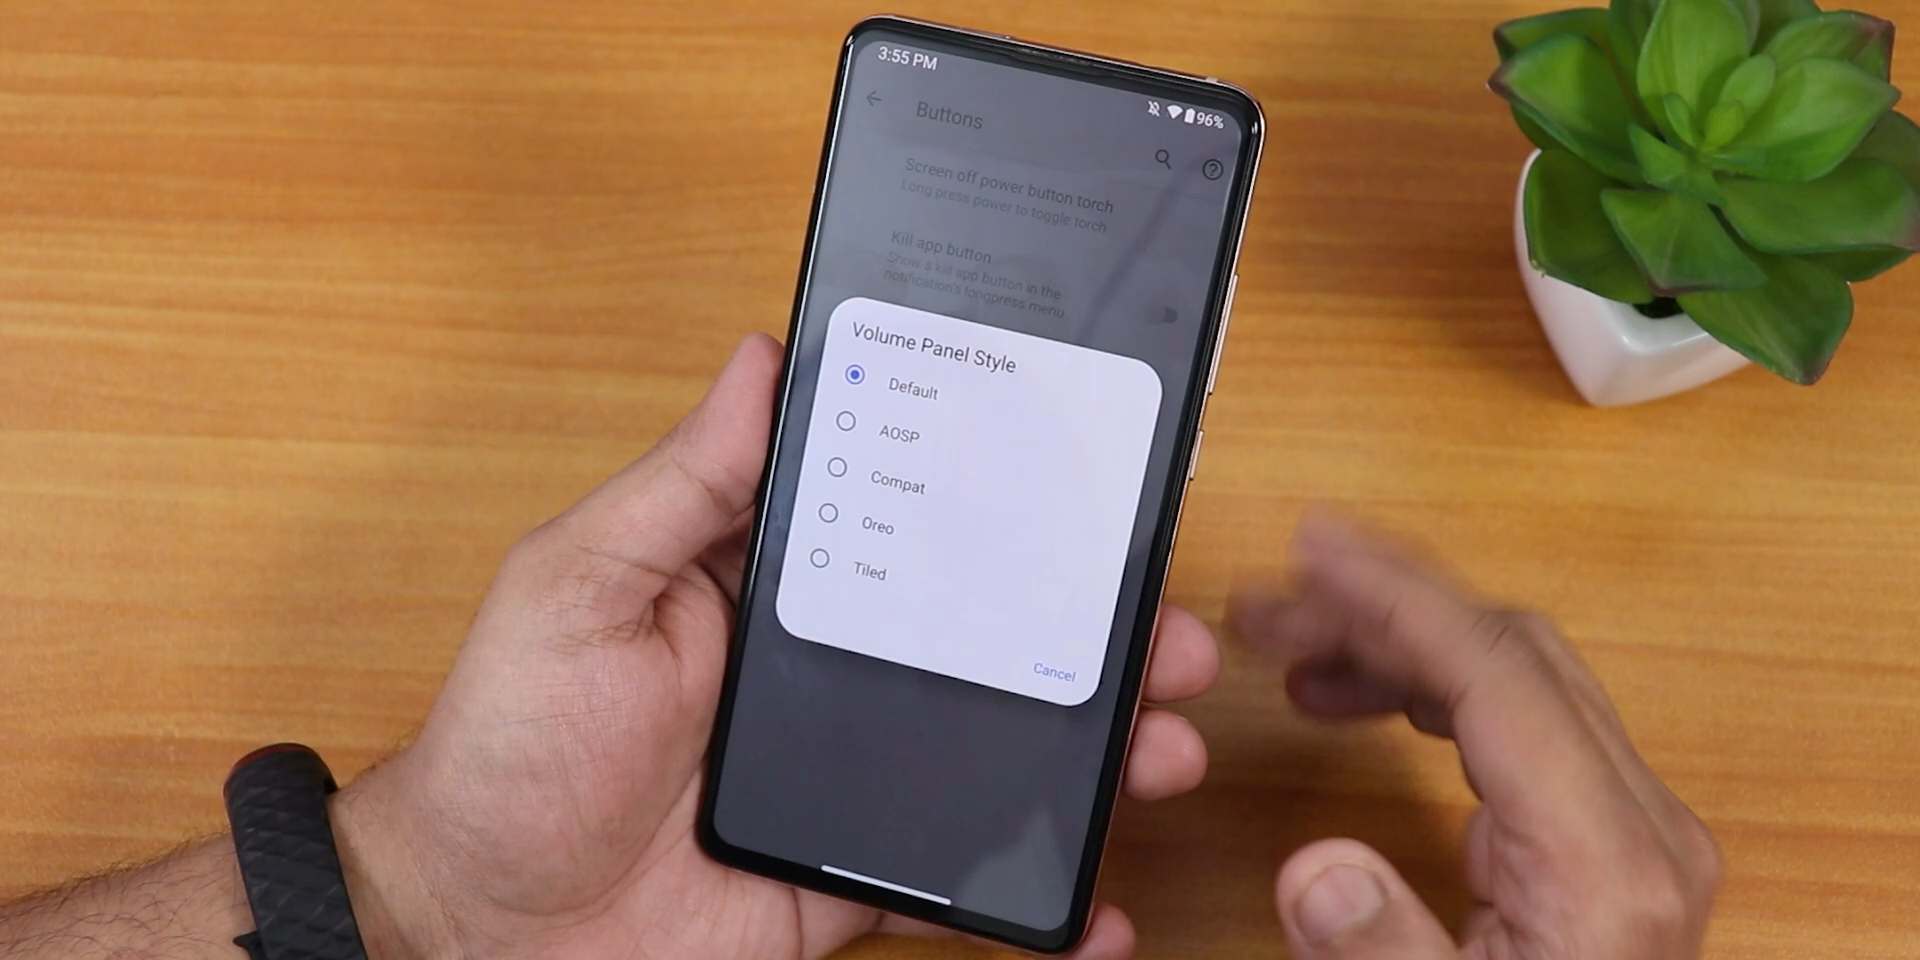 3:55 PM
96%
Buttons
Screen off power button torch
Long press power to toggle torch
Kill app button
Show a kill app button in the
notification's longpress menu
Volume Panel Style
Default
AOSP
Compat
Oreo
Tiled
Cancel